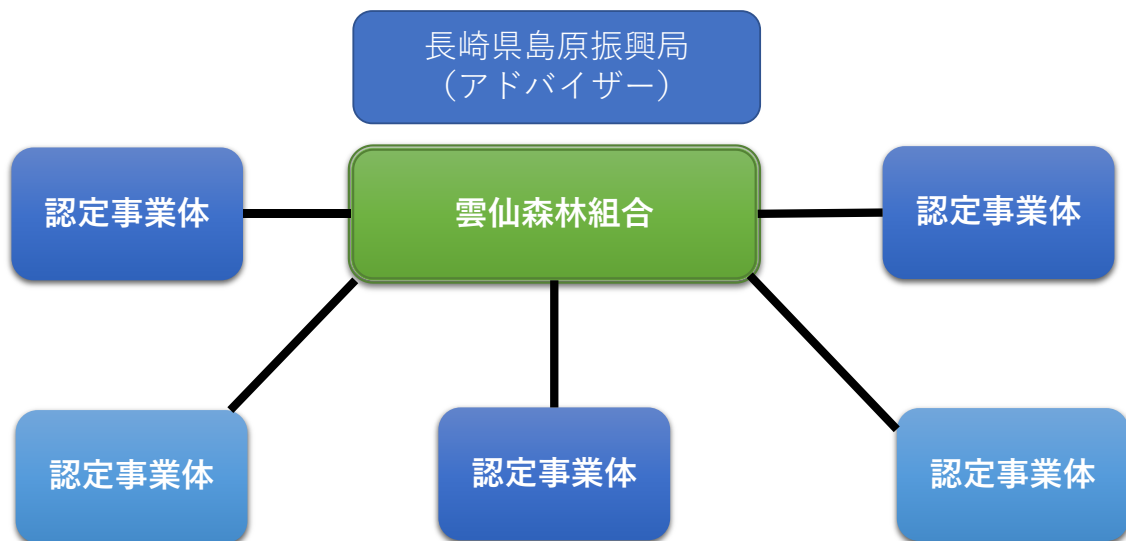 長崎県島原振興局
（アドバイザー）
認定事業体
雲仙森林組合
認定事業体
認定事業体
認定事業体
認定事業体